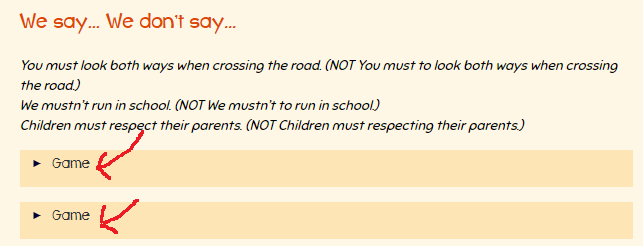 We say... We don't say...
You must look both ways when crossing the road. (NOT You must to look both ways when crossing
the road.)
We mustn't run in school. (NOT We mustn't to run in school.)
Children must respect their parents. (NOT Children must respecting their parents.)
► Game
► Game